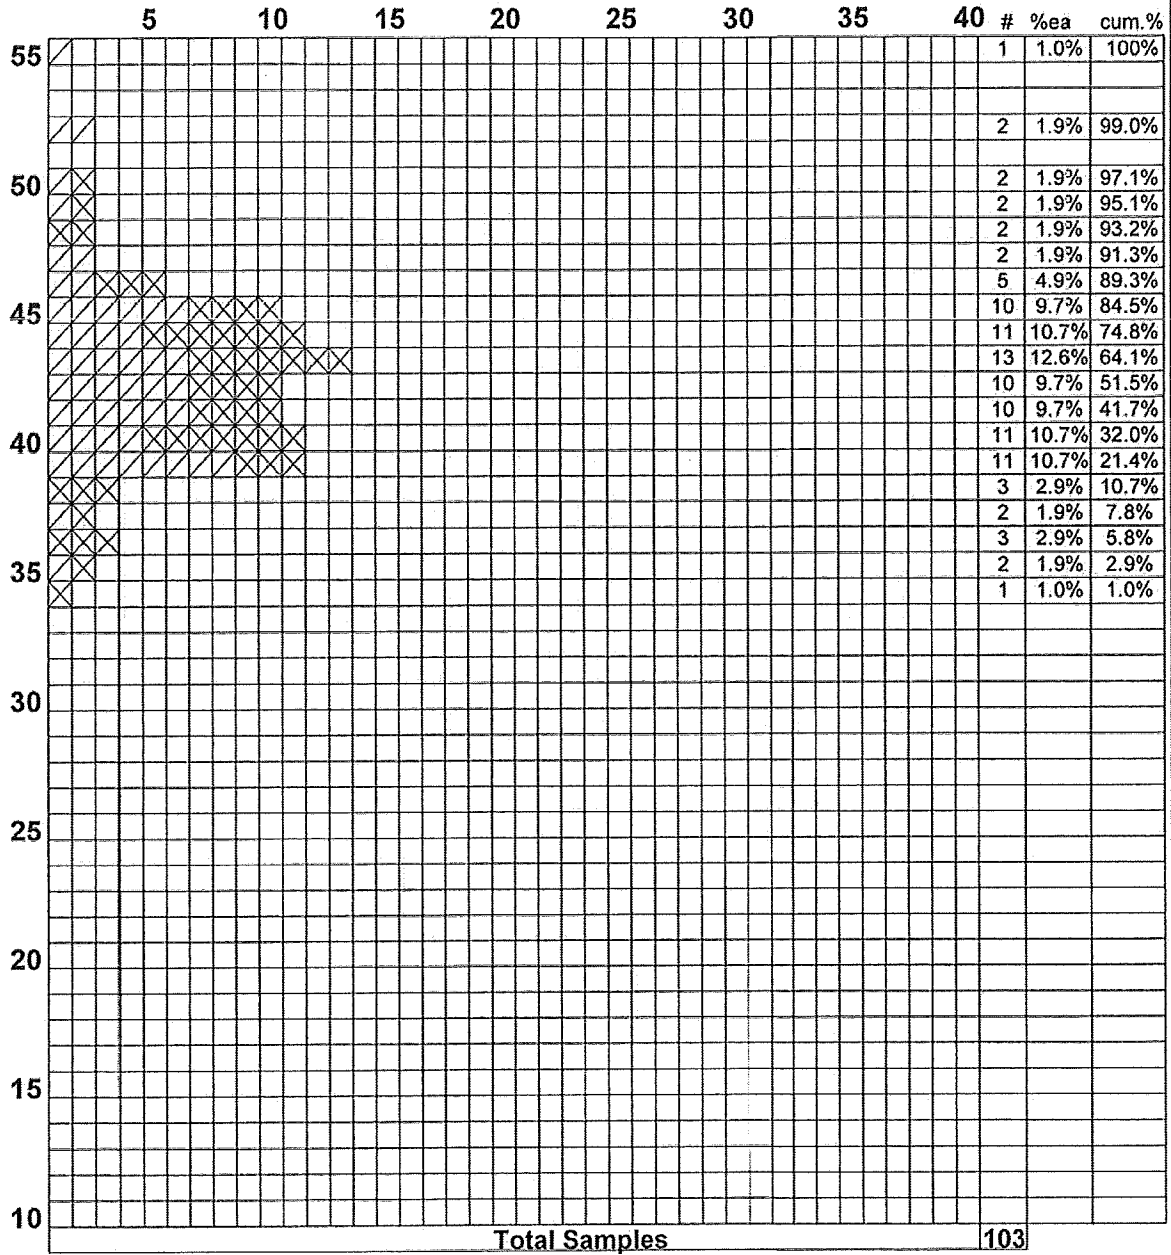 5 10 15 20 25 30 35 40 # %ea cum.%
55 1 1.0% 100%
2 1.9% 99.0%
50 2 1.9% 97.1%
2 1.9% 95.1%
2 1.9% 93.2%
2 1.9% 91.3%
5 4.9% 89.3%
45 10 9.7% 84.5%
11 10.7% 74.8%
13 12.6% 64.1%
10 9.7% 51.5%
10 9.7% 41.7%
40 11 10.7% 32.0%
11 10.7% 21.4%
3 2.9% 10.7%
2 1.9% 7.8%
3 2.9% 5.8%
35 2 1.9% 2.9%
1 1.0% 1.0%
30
25
20
15
10
Total Samples 103